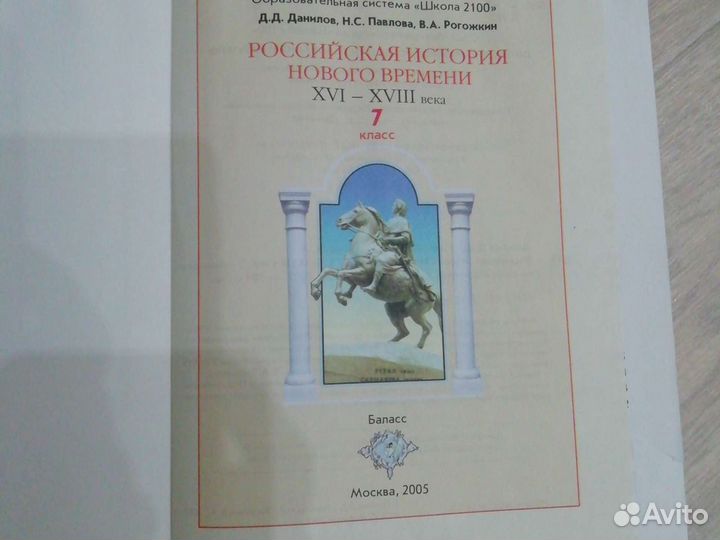 Образовательная система «Школа 2100»
Д.Д. Данилов, Н.С. Павлова, В.А. Рогожкин
РОССИЙСКАЯ ИСТОРИЯ
НОВОГО ВРЕМЕНИ
XVI – XVIII века
7
класс
Баласс
Москва, 2005
Avito